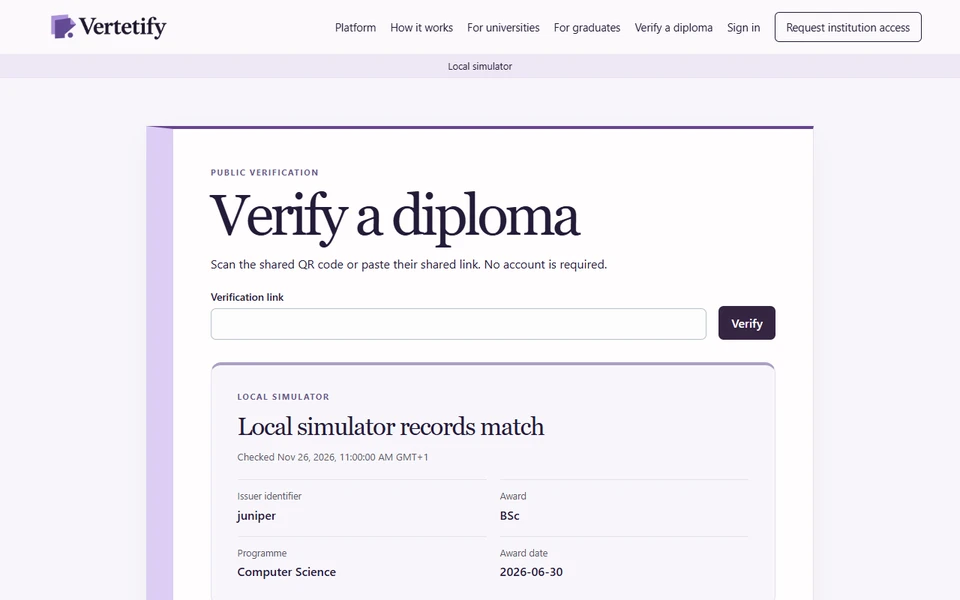 Vertetify
Platform How it works For universities For graduates Verify a diploma Sign in Request institution access
Local simulator
PUBLIC VERIFICATION
Verify a diploma
Scan the shared QR code or paste their shared link. No account is required.
Verification link
Verify
LOCAL SIMULATOR
Local simulator records match
Checked Nov 26, 2026, 11:00:00 AM GMT+1
Issuer identifier
juniper
Award
BSc
Programme
Computer Science
Award date
2026-06-30